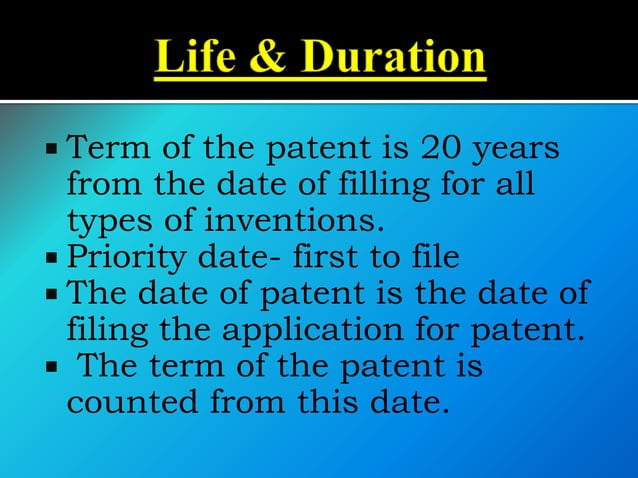 Life & Duration
▪ Term of the patent is 20 years
from the date of filling for all
types of inventions.
▪ Priority date- first to file
▪ The date of patent is the date of
filing the application for patent.
▪ The term of the patent is
counted from this date.